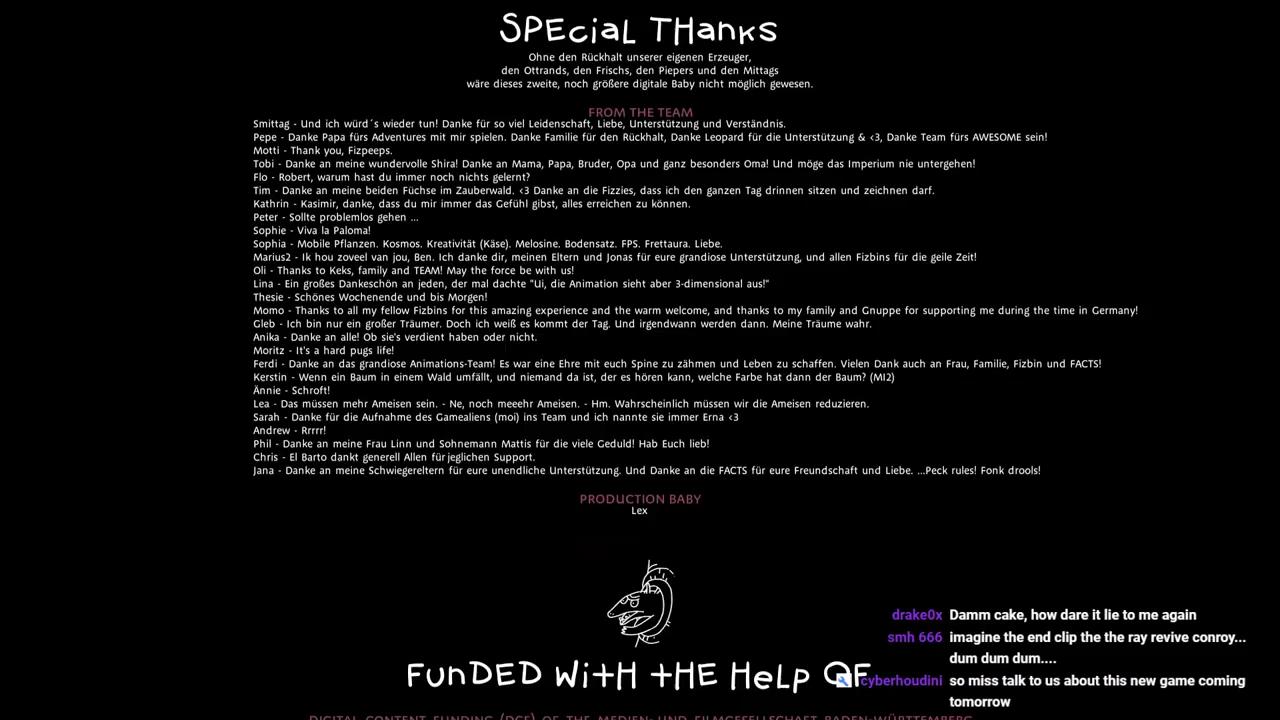 SPECiaL THanks
Ohne den Rückhalt unserer eigenen Erzeuger,
den Ottrands, den Frischs, den Piepers und den Mittags
wäre dieses zweite, noch größere digitale Baby nicht möglich gewesen.
FROM THE TEAM
Smittag - Und ich würd´s wieder tun! Danke für so viel Leidenschaft, Liebe, Unterstützung und Verständnis.
Pepe - Danke Papa fürs Adventures mit mir spielen. Danke Familie für den Rückhalt, Danke Leopard für die Unterstützung & <3, Danke Team fürs AWESOME sein!
Motti - Thank you, Fizpeeps.
Tobi - Danke an meine wundervolle Shira! Danke an Mama, Papa, Bruder, Opa und ganz besonders Oma! Und möge das Imperium nie untergehen!
Flo - Robert, warum hast du immer noch nichts gelernt?
Tim - Danke an meine beiden Füchse im Zauberwald. <3 Danke an die Fizzies, dass ich den ganzen Tag drinnen sitzen und zeichnen darf.
Kathrin - Kasimir, danke, dass du mir immer das Gefühl gibst, alles erreichen zu können.
Peter - Sollte problemlos gehen ...
Sophie - Viva la Paloma!
Sophia - Mobile Pflanzen. Kosmos. Kreativität (Käse). Melosine. Bodensatz. FPS. Frettaura. Liebe.
Marius2 - Ik hou zoveel van jou, Ben. Ich danke dir, meinen Eltern und Jonas für eure grandiose Unterstützung, und allen Fizbins für die geile Zeit!
Oli - Thanks to Keks, family and TEAM! May the force be with us!
Lina - Ein großes Dankeschön an jeden, der mal dachte "Ui, die Animation sieht aber 3-dimensional aus!"
Thesie - Schönes Wochenende und bis Morgen!
Momo - Thanks to all my fellow Fizbins for this amazing experience and the warm welcome, and thanks to my family and Gnuppe for supporting me during the time in Germany!
Gleb - Ich bin nur ein großer Träumer. Doch ich weiß es kommt der Tag. Und irgendwann werden dann. Meine Träume wahr.
Anika - Danke an alle! Ob sie's verdient haben oder nicht.
Moritz - It's a hard pugs life!
Ferdi - Danke an das grandiose Animations-Team! Es war eine Ehre mit euch Spine zu zähmen und Leben zu schaffen. Vielen Dank auch an Frau, Familie, Fizbin und FACTS!
Kerstin - Wenn ein Baum in einem Wald umfällt, und niemand da ist, der es hören kann, welche Farbe hat dann der Baum? (MI2)
Ännie - Schroft!
Lea - Das müssen mehr Ameisen sein. - Ne, noch meeehr Ameisen. - Hm. Wahrscheinlich müssen wir die Ameisen reduzieren.
Sarah - Danke für die Aufnahme des Gamealiens (moi) ins Team und ich nannte sie immer Erna <3
Andrew - Rrrrr!
Phil - Danke an meine Frau Linn und Sohnemann Mattis für die viele Geduld! Hab Euch lieb!
Chris - El Barto dankt generell Allen für jeglichen Support.
Jana - Danke an meine Schwiegereltern für eure unendliche Unterstützung. Und Danke an die FACTS für eure Freundschaft und Liebe. ...Peck rules! Fonk drools!
PRODUCTION BABY
Lex
FunDED WitH tHE HeLp OF
DIGITAL CONTENT FUNDING (DCF) OF THE MEDIEN- UND FILMGESELLSCHAFT BADEN-WÜRTTEMBERG
drake0x Damm cake, how dare it lie to me again
smh 666 imagine the end clip the the ray revive conroy...
dum dum dum....
cyberhoudini so miss talk to us about this new game coming
tomorrow